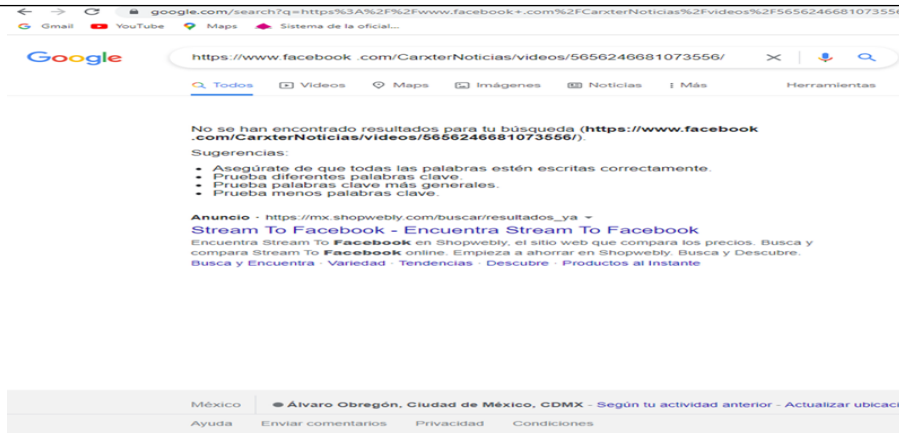 google.com/search?q=https%3A%2F%2Fwww.facebook+.com%2FCarxterNoticias%2Fvideos%2F5656246681073556
Gmail YouTube Maps Sistema de la oficial...
Google https://www.facebook .com/CarxterNoticias/videos/5656246681073556/
Todos Videos Maps Imágenes Noticias Más Herramientas
No se han encontrado resultados para tu búsqueda (https://www.facebook
.com/CarxterNoticias/videos/5656246681073556/).
Sugerencias:
• Asegúrate de que todas las palabras estén escritas correctamente.
• Prueba diferentes palabras clave.
• Prueba palabras clave más generales.
• Prueba menos palabras clave.
Anuncio · https://mx.shopwebly.com/buscar/resultados_ya
Stream To Facebook - Encuentra Stream To Facebook
Encuentra Stream To Facebook en Shopwebly, el sitio web que compara los precios. Busca y
compara Stream To Facebook online. Empieza a ahorrar en Shopwebly. Busca y Descubre.
Busca y Encuentra · Variedad · Tendencias · Descubre · Productos al Instante
México Álvaro Obregón, Ciudad de México, CDMX - Según tu actividad anterior - Actualizar ubicaci
Ayuda Enviar comentarios Privacidad Condiciones